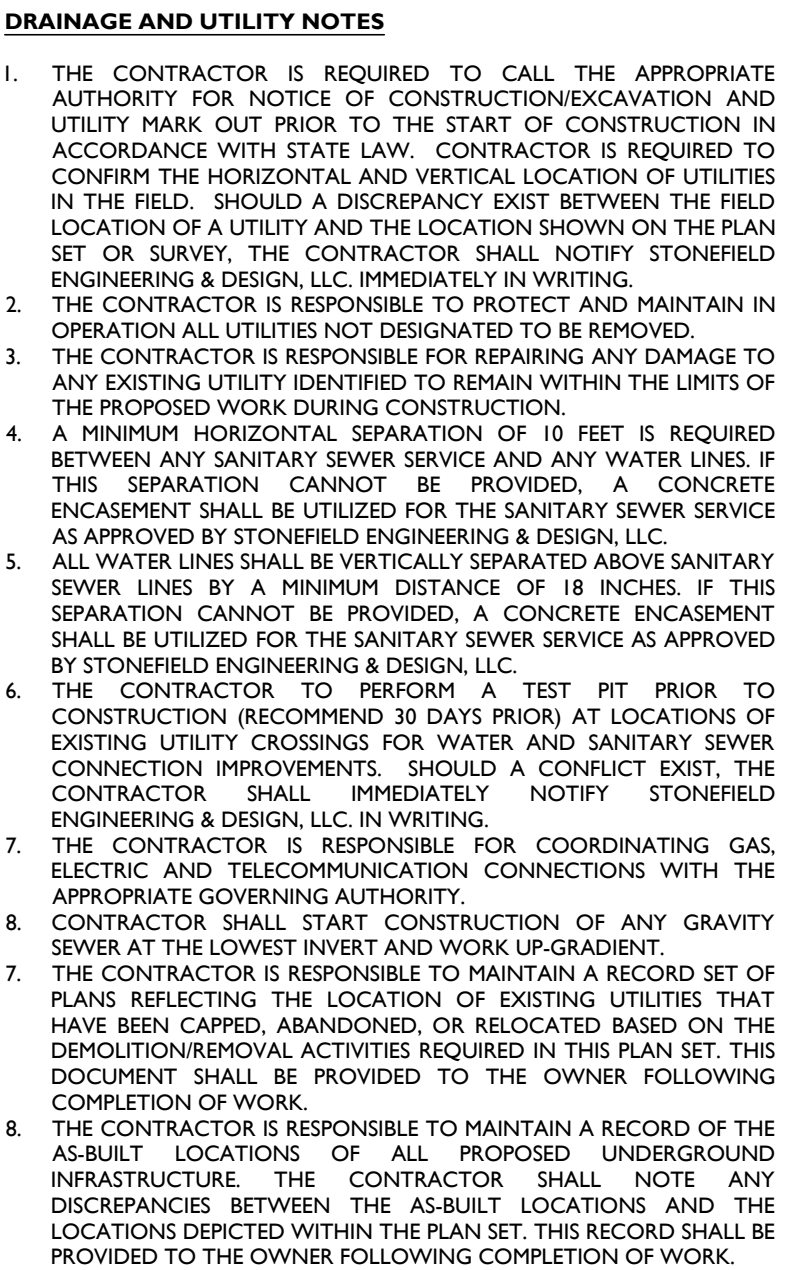 DRAINAGE AND UTILITY NOTES
1. THE CONTRACTOR IS REQUIRED TO CALL THE APPROPRIATE
AUTHORITY FOR NOTICE OF CONSTRUCTION/EXCAVATION AND
UTILITY MARK OUT PRIOR TO THE START OF CONSTRUCTION IN
ACCORDANCE WITH STATE LAW. CONTRACTOR IS REQUIRED TO
CONFIRM THE HORIZONTAL AND VERTICAL LOCATION OF UTILITIES
IN THE FIELD. SHOULD A DISCREPANCY EXIST BETWEEN THE FIELD
LOCATION OF A UTILITY AND THE LOCATION SHOWN ON THE PLAN
SET OR SURVEY, THE CONTRACTOR SHALL NOTIFY STONEFIELD
ENGINEERING & DESIGN, LLC. IMMEDIATELY IN WRITING.
2. THE CONTRACTOR IS RESPONSIBLE TO PROTECT AND MAINTAIN IN
OPERATION ALL UTILITIES NOT DESIGNATED TO BE REMOVED.
3. THE CONTRACTOR IS RESPONSIBLE FOR REPAIRING ANY DAMAGE TO
ANY EXISTING UTILITY IDENTIFIED TO REMAIN WITHIN THE LIMITS OF
THE PROPOSED WORK DURING CONSTRUCTION.
4. A MINIMUM HORIZONTAL SEPARATION OF 10 FEET IS REQUIRED
BETWEEN ANY SANITARY SEWER SERVICE AND ANY WATER LINES. IF
THIS SEPARATION CANNOT BE PROVIDED, A CONCRETE
ENCASEMENT SHALL BE UTILIZED FOR THE SANITARY SEWER SERVICE
AS APPROVED BY STONEFIELD ENGINEERING & DESIGN, LLC.
5. ALL WATER LINES SHALL BE VERTICALLY SEPARATED ABOVE SANITARY
SEWER LINES BY A MINIMUM DISTANCE OF 18 INCHES. IF THIS
SEPARATION CANNOT BE PROVIDED, A CONCRETE ENCASEMENT
SHALL BE UTILIZED FOR THE SANITARY SEWER SERVICE AS APPROVED
BY STONEFIELD ENGINEERING & DESIGN, LLC.
6. THE CONTRACTOR TO PERFORM A TEST PIT PRIOR TO
CONSTRUCTION (RECOMMEND 30 DAYS PRIOR) AT LOCATIONS OF
EXISTING UTILITY CROSSINGS FOR WATER AND SANITARY SEWER
CONNECTION IMPROVEMENTS. SHOULD A CONFLICT EXIST, THE
CONTRACTOR SHALL IMMEDIATELY NOTIFY STONEFIELD
ENGINEERING & DESIGN, LLC. IN WRITING.
7. THE CONTRACTOR IS RESPONSIBLE FOR COORDINATING GAS,
ELECTRIC AND TELECOMMUNICATION CONNECTIONS WITH THE
APPROPRIATE GOVERNING AUTHORITY.
8. CONTRACTOR SHALL START CONSTRUCTION OF ANY GRAVITY
SEWER AT THE LOWEST INVERT AND WORK UP-GRADIENT.
7. THE CONTRACTOR IS RESPONSIBLE TO MAINTAIN A RECORD SET OF
PLANS REFLECTING THE LOCATION OF EXISTING UTILITIES THAT
HAVE BEEN CAPPED, ABANDONED, OR RELOCATED BASED ON THE
DEMOLITION/REMOVAL ACTIVITIES REQUIRED IN THIS PLAN SET. THIS
DOCUMENT SHALL BE PROVIDED TO THE OWNER FOLLOWING
COMPLETION OF WORK.
8. THE CONTRACTOR IS RESPONSIBLE TO MAINTAIN A RECORD OF THE
AS-BUILT LOCATIONS OF ALL PROPOSED UNDERGROUND
INFRASTRUCTURE. THE CONTRACTOR SHALL NOTE ANY
DISCREPANCIES BETWEEN THE AS-BUILT LOCATIONS AND THE
LOCATIONS DEPICTED WITHIN THE PLAN SET. THIS RECORD SHALL BE
PROVIDED TO THE OWNER FOLLOWING COMPLETION OF WORK.